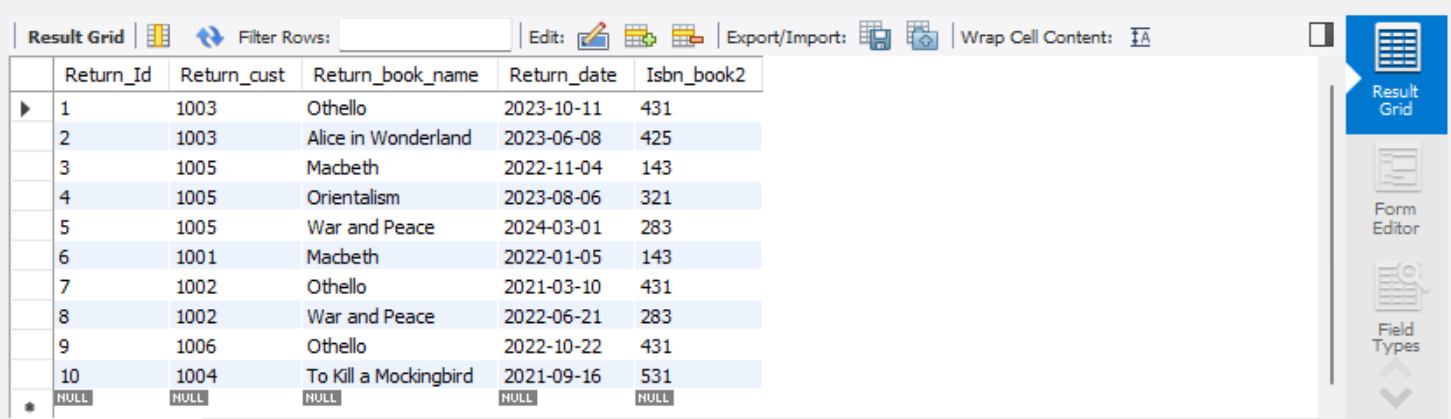 Result Grid Filter Rows: Edit: Export/Import: Wrap Cell Content: IA
Return_Id Return_cust Return_book_name Return_date Isbn_book2
1 1003 Othello 2023-10-11 431
2 1003 Alice in Wonderland 2023-06-08 425
3 1005 Macbeth 2022-11-04 143
4 1005 Orientalism 2023-08-06 321
5 1005 War and Peace 2024-03-01 283
6 1001 Macbeth 2022-01-05 143
7 1002 Othello 2021-03-10 431
8 1002 War and Peace 2022-06-21 283
9 1006 Othello 2022-10-22 431
10 1004 To Kill a Mockingbird 2021-09-16 531
NULL NULL NULL NULL NULL
Result
Grid
Form
Editor
Field
Types